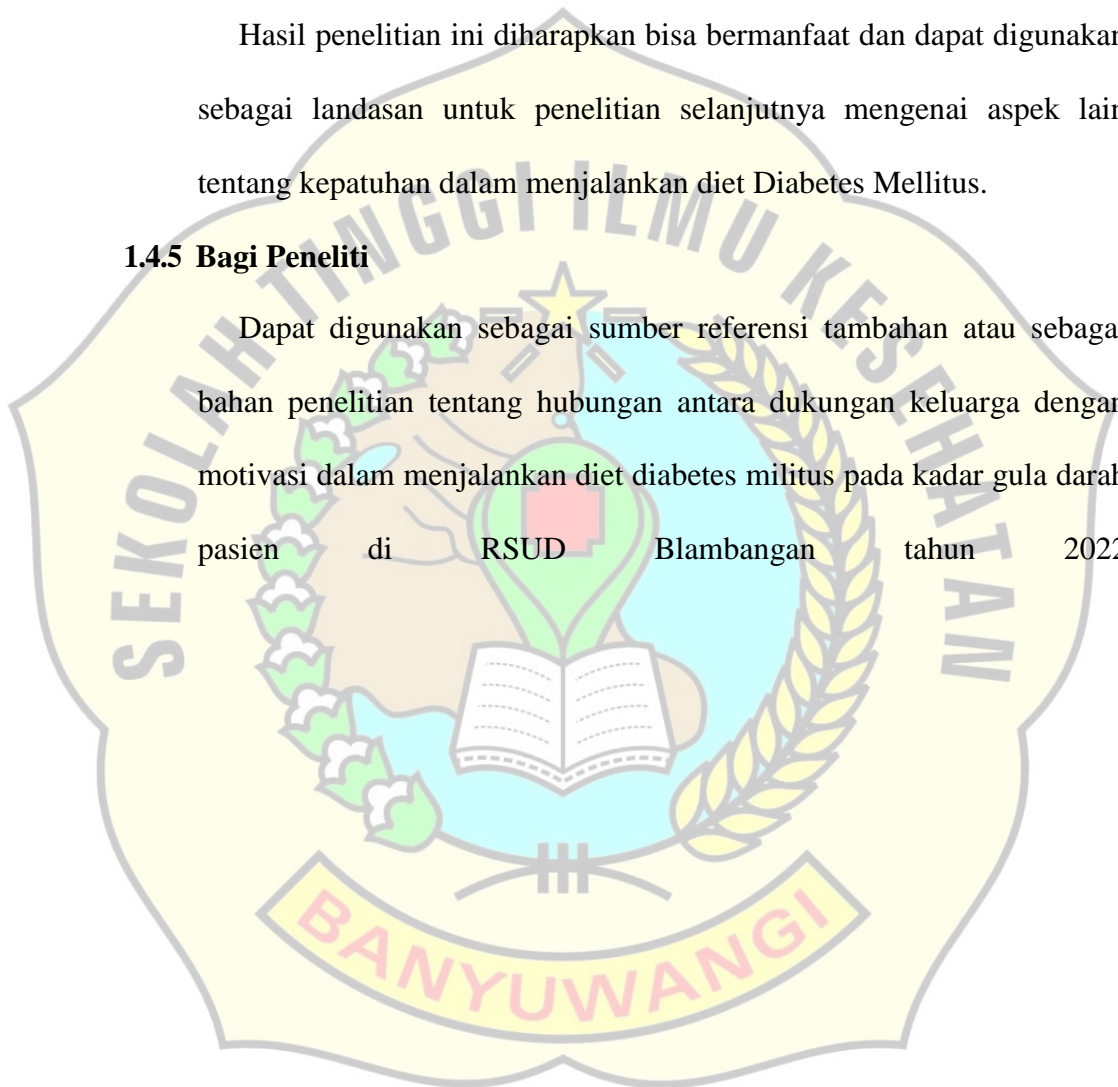 Hasil penelitian ini diharapkan bisa bermanfaat dan dapat digunakan
sebagai landasan untuk penelitian selanjutnya mengenai aspek lain
tentang kepatuhan dalam menjalankan diet Diabetes Mellitus.
1.4.5 Bagi Peneliti
Dapat digunakan sebagai sumber referensi tambahan atau sebagai
bahan penelitian tentang hubungan antara dukungan keluarga dengan
motivasi dalam menjalankan diet diabetes militus pada kadar gula darah
pasien di RSUD Blambangan tahun 2022
SEKOLAH TINGGI ILMU KESEHATAN
BANYUWANGI